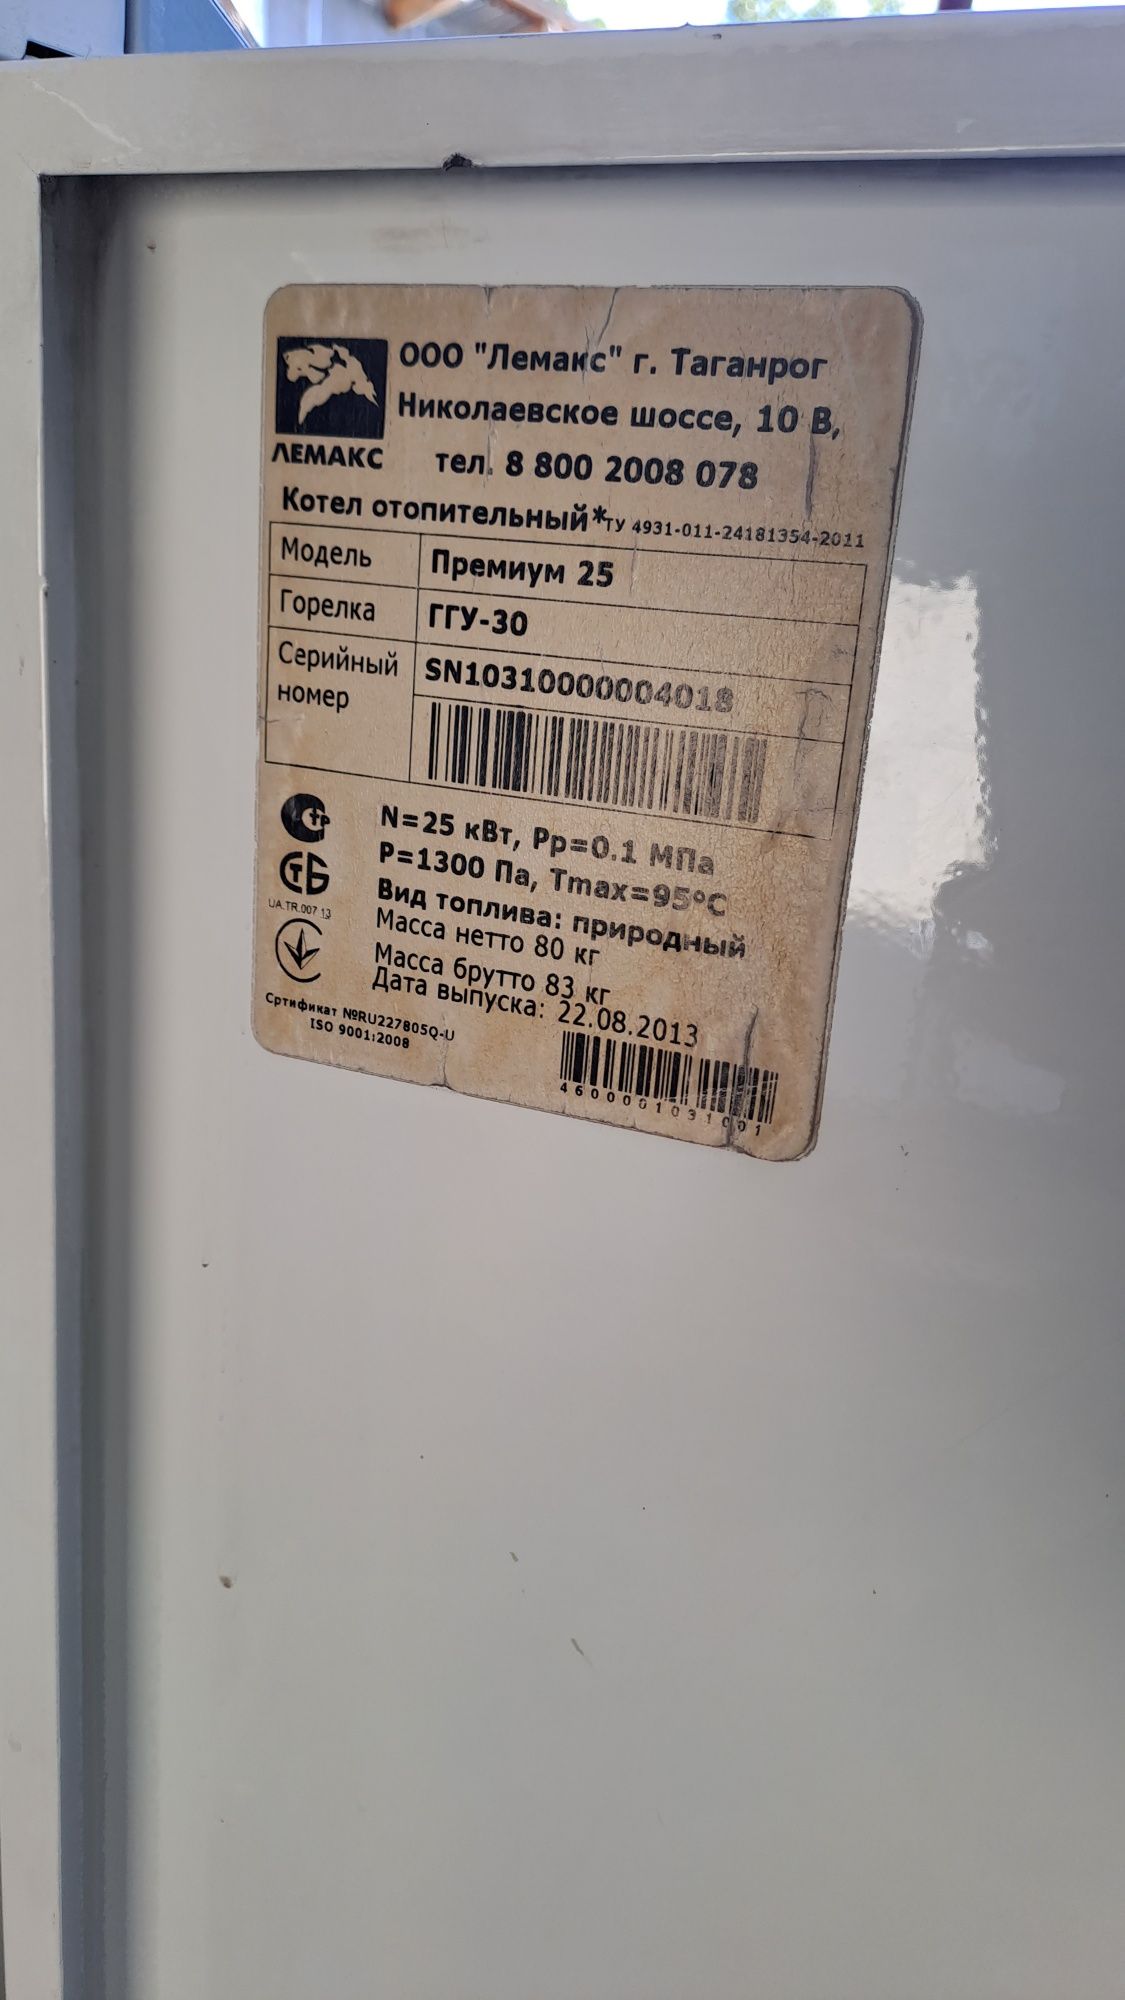 ООО "Лемакс" г. Таганрог
Николаевское шоссе, 10 В,
ЛЕМАКС
тел. 8 800 2008 078
Котел отопительный*ТУ 4931-011-24181354-2011
Модель Премиум 25
Горелка ГГУ-30
Серийный номер SN10310000004018
N=25 кВт, Рр=0.1 МПа
Р=1300 Па, Tmax=95°C
Вид топлива: природный
Масса нетто 80 кг
Масса брутто 83 кг
Дата выпуска: 22.08.2013
UA.TR.007 13
Сртификат №RU227805Q-U
ISO 9001:2008
4600001031001